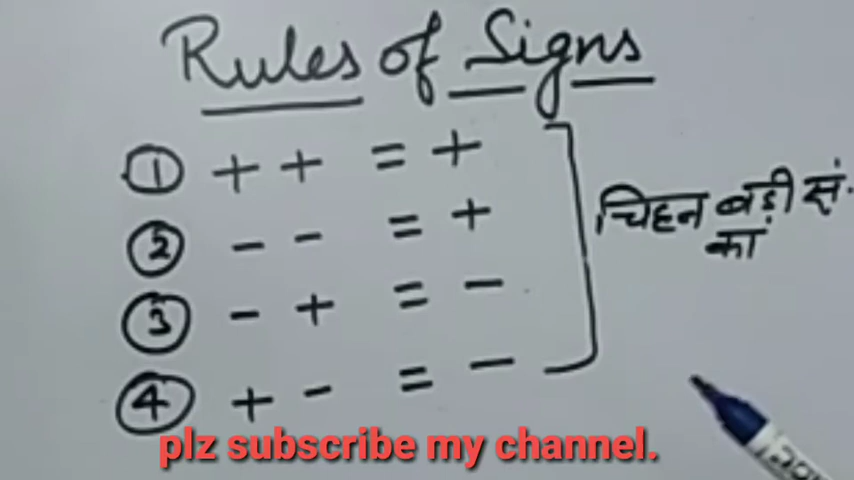 Rules of Signs
① + + = +
② - - = +
③ - + = -
④ + - = -
चिहन बड़ी सं.
का
plz subscribe my channel.